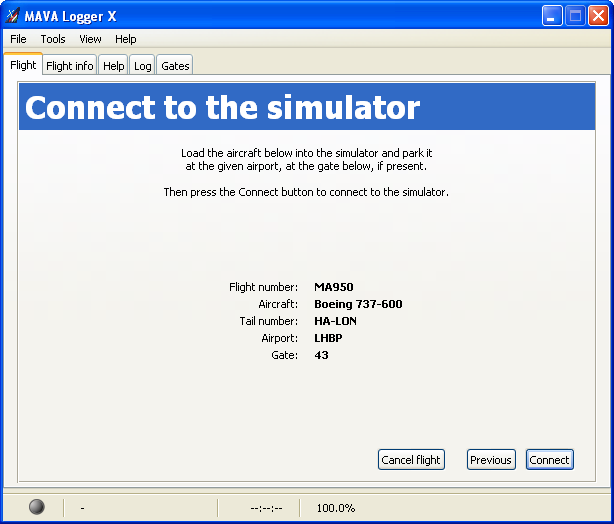 MAVA Logger X
File Tools View Help
Flight Flight info Help Log Gates
Connect to the simulator
Load the aircraft below into the simulator and park it
at the given airport, at the gate below, if present.
Then press the Connect button to connect to the simulator.
Flight number: MA950
Aircraft: Boeing 737-600
Tail number: HA-LON
Airport: LHBP
Gate: 43
Cancel flight Previous Connect
- --:--:-- 100.0%